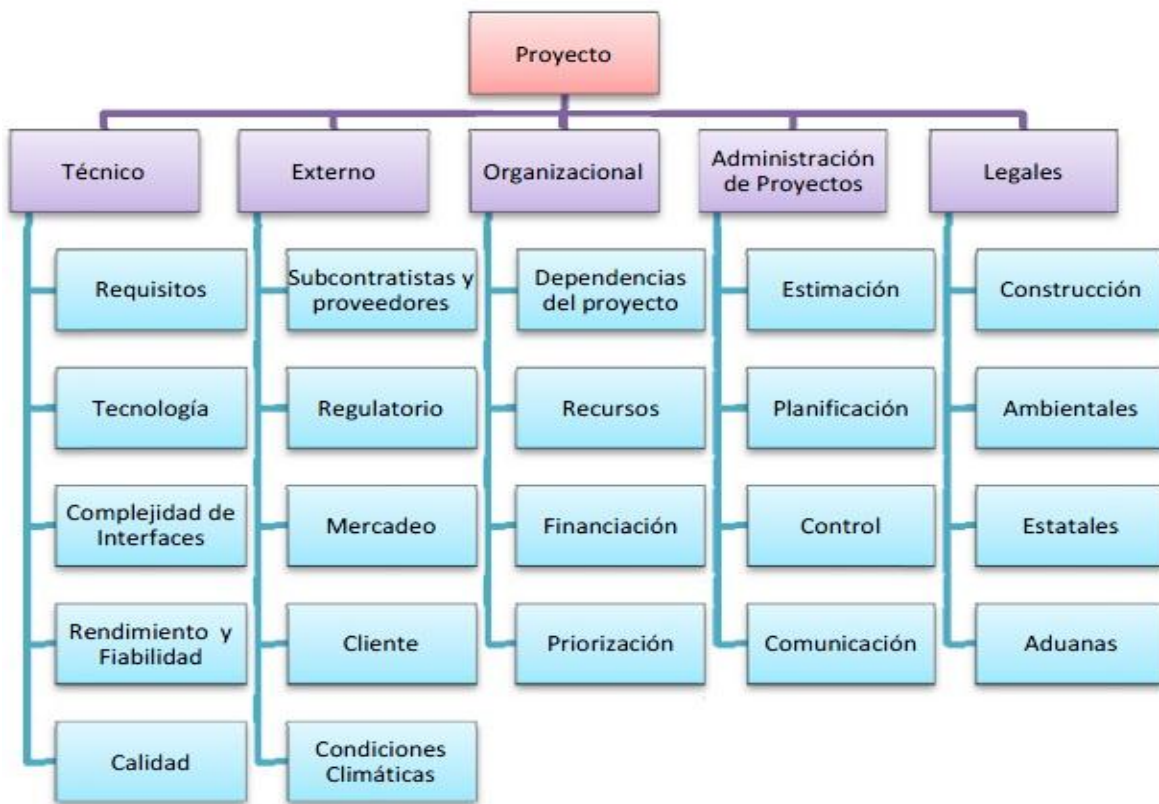 Proyecto
Técnico
Externo
Organizacional
Administración
de Proyectos
Legales
Requisitos
Subcontratistas y
proveedores
Dependencias
del proyecto
Estimación
Construcción
Tecnología
Regulatorio
Recursos
Planificación
Ambientales
Complejidad de
Interfaces
Mercadeo
Financiación
Control
Estatales
Rendimiento y
Fiabilidad
Cliente
Priorización
Comunicación
Aduanas
Calidad
Condiciones
Climáticas